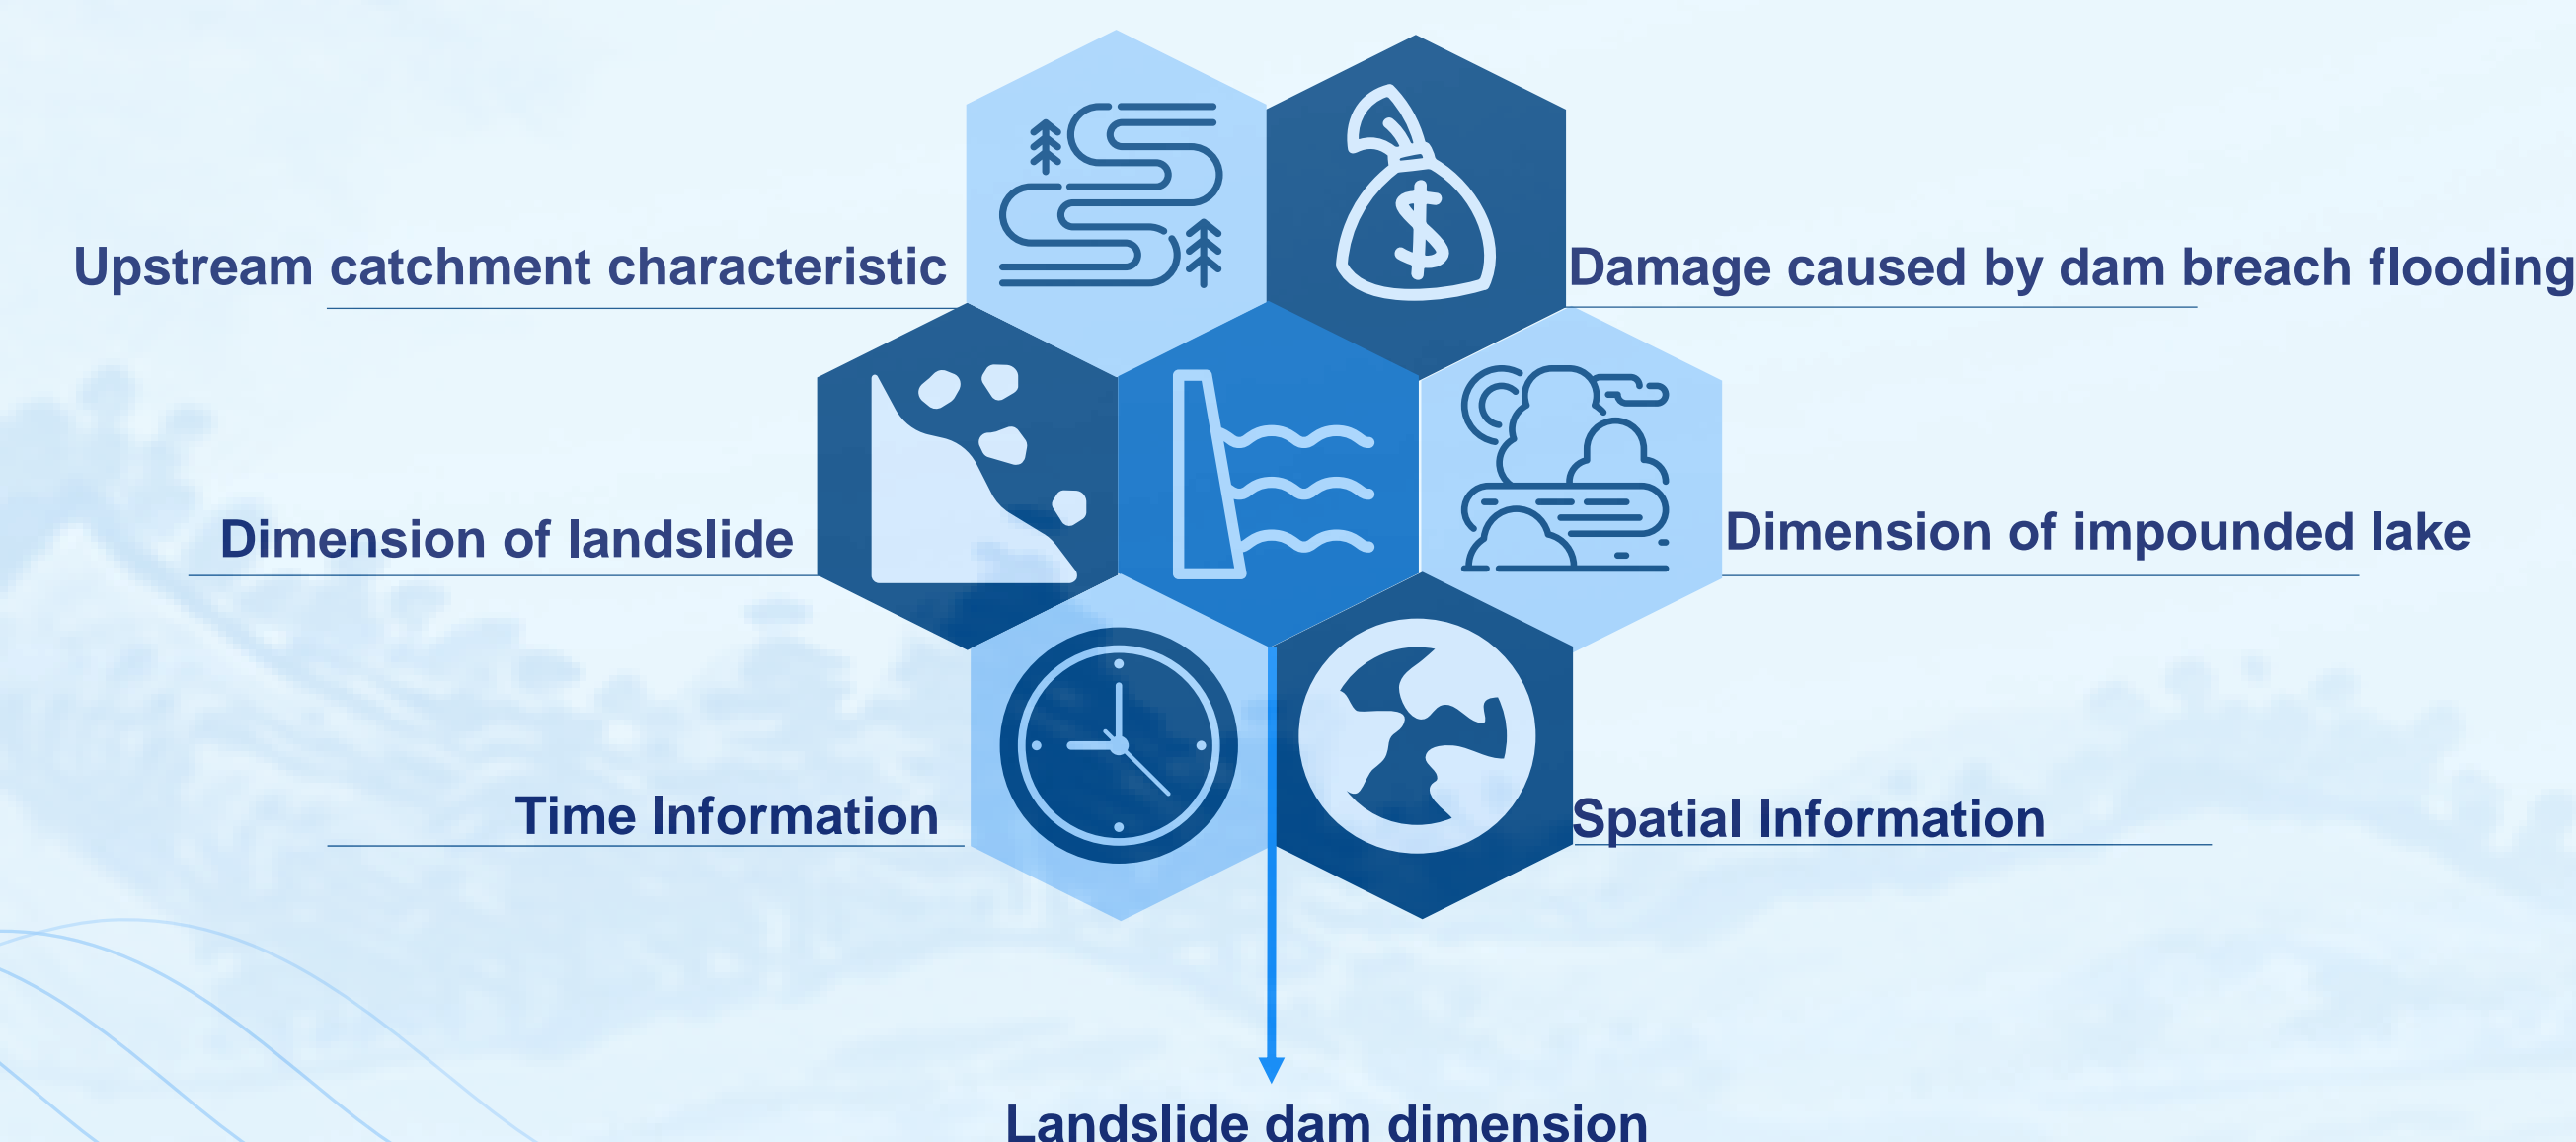 Upstream catchment characteristic
Damage caused by dam breach flooding
Dimension of landslide
Dimension of impounded lake
Time Information
Spatial Information
Landslide dam dimension